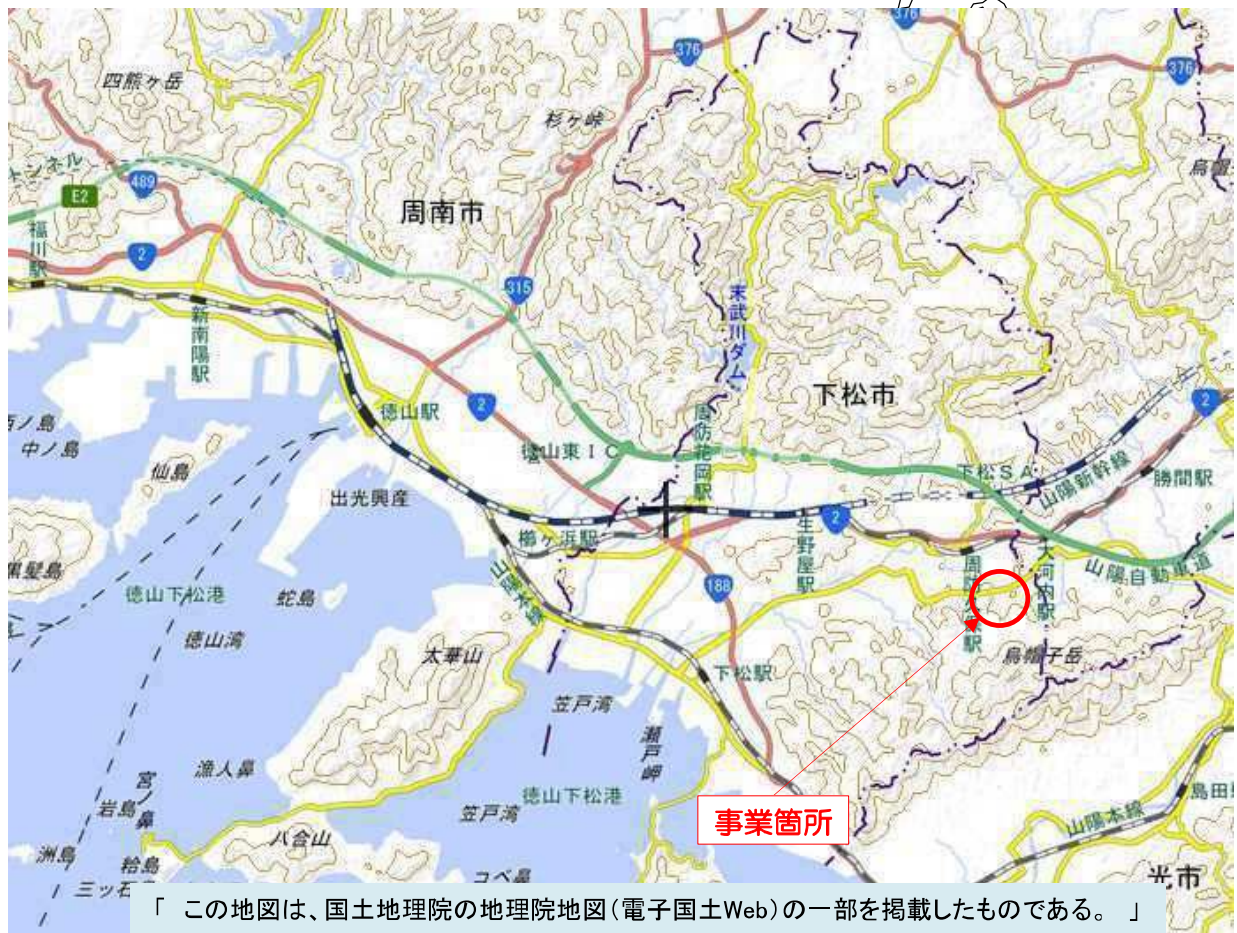 376
376
四熊ヶ岳
376
杉ヶ峠
トンネル
489
E2
周南市
福川駅
2
315
新南陽駅
末武川ダム
下松市
徳山駅
2
周防花岡駅
2
中ノ島
仙島
徳山東IC
下松SA
山陽新幹線
勝間駅
出光興産
櫛ヶ浜駅
生野屋駅
2
大河内駅
山陽自動車道
黒髪島
徳山下松港
蛇島
山陽本線
188
徳山湾
太華山
烏帽子岳
下松駅
笠戸湾
瀬戸岬
漁人鼻
宮ノ鼻
岩島
笠戸湾
徳山下松港
事業箇所
島田
八合山
山陽本線
洲島
粭島
三ッ石
コベ鼻
光市
「 この地図は、国土地理院の地理院地図(電子国土Web)の一部を掲載したものである。 」